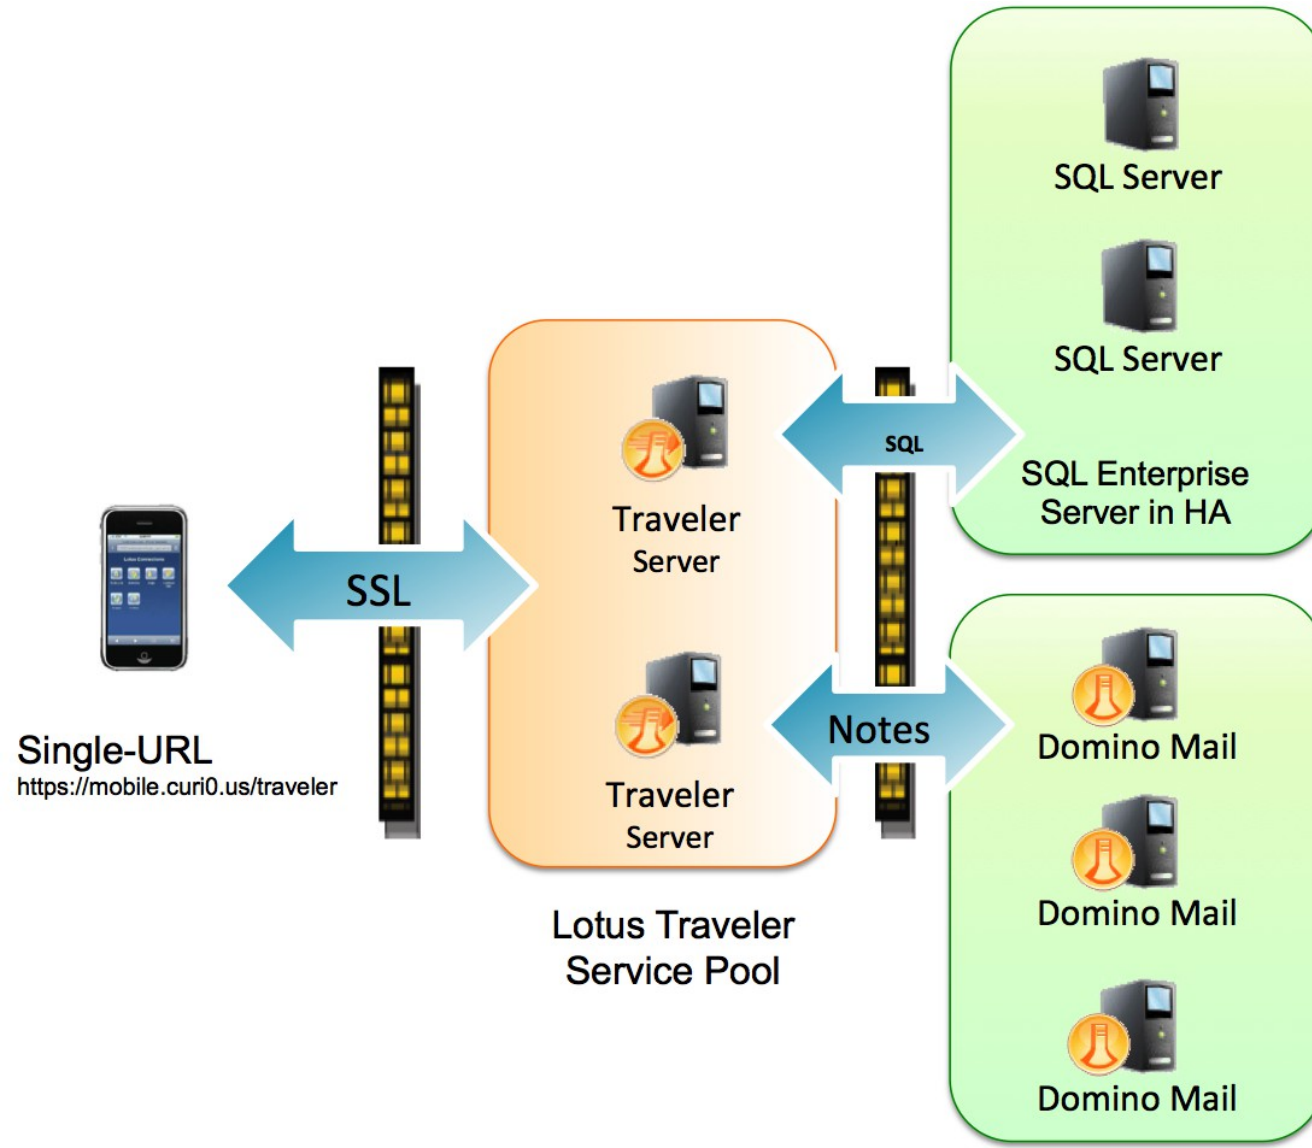 SQL Server
SQL Server
SQL Enterprise
Server in HA
SQL
Traveler
Server
SSL
Single-URL
https://mobile.curi0.us/traveler
Traveler
Server
Notes
Domino Mail
Domino Mail
Domino Mail
Lotus Traveler
Service Pool